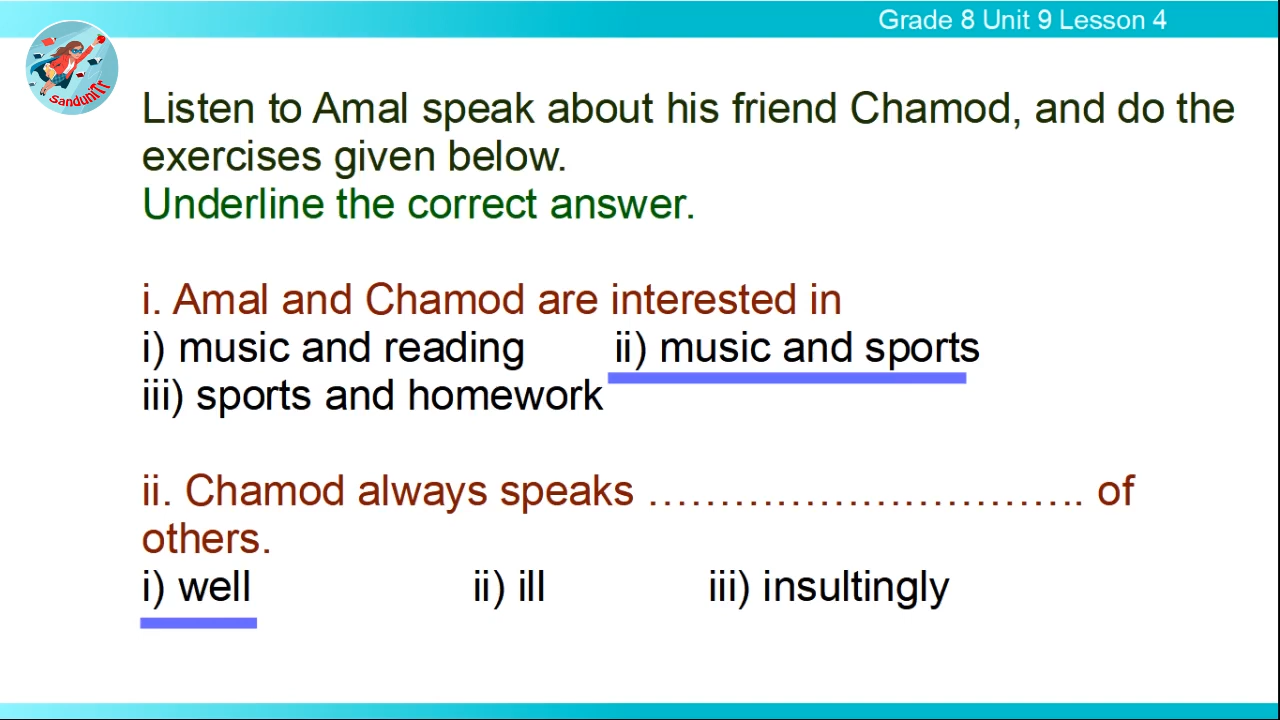 Grade 8 Unit 9 Lesson 4
SanduniTr
Listen to Amal speak about his friend Chamod, and do the
exercises given below.
Underline the correct answer.
i. Amal and Chamod are interested in
i) music and reading ii) music and sports
iii) sports and homework
ii. Chamod always speaks …………………………. of
others.
i) well ii) ill iii) insultingly